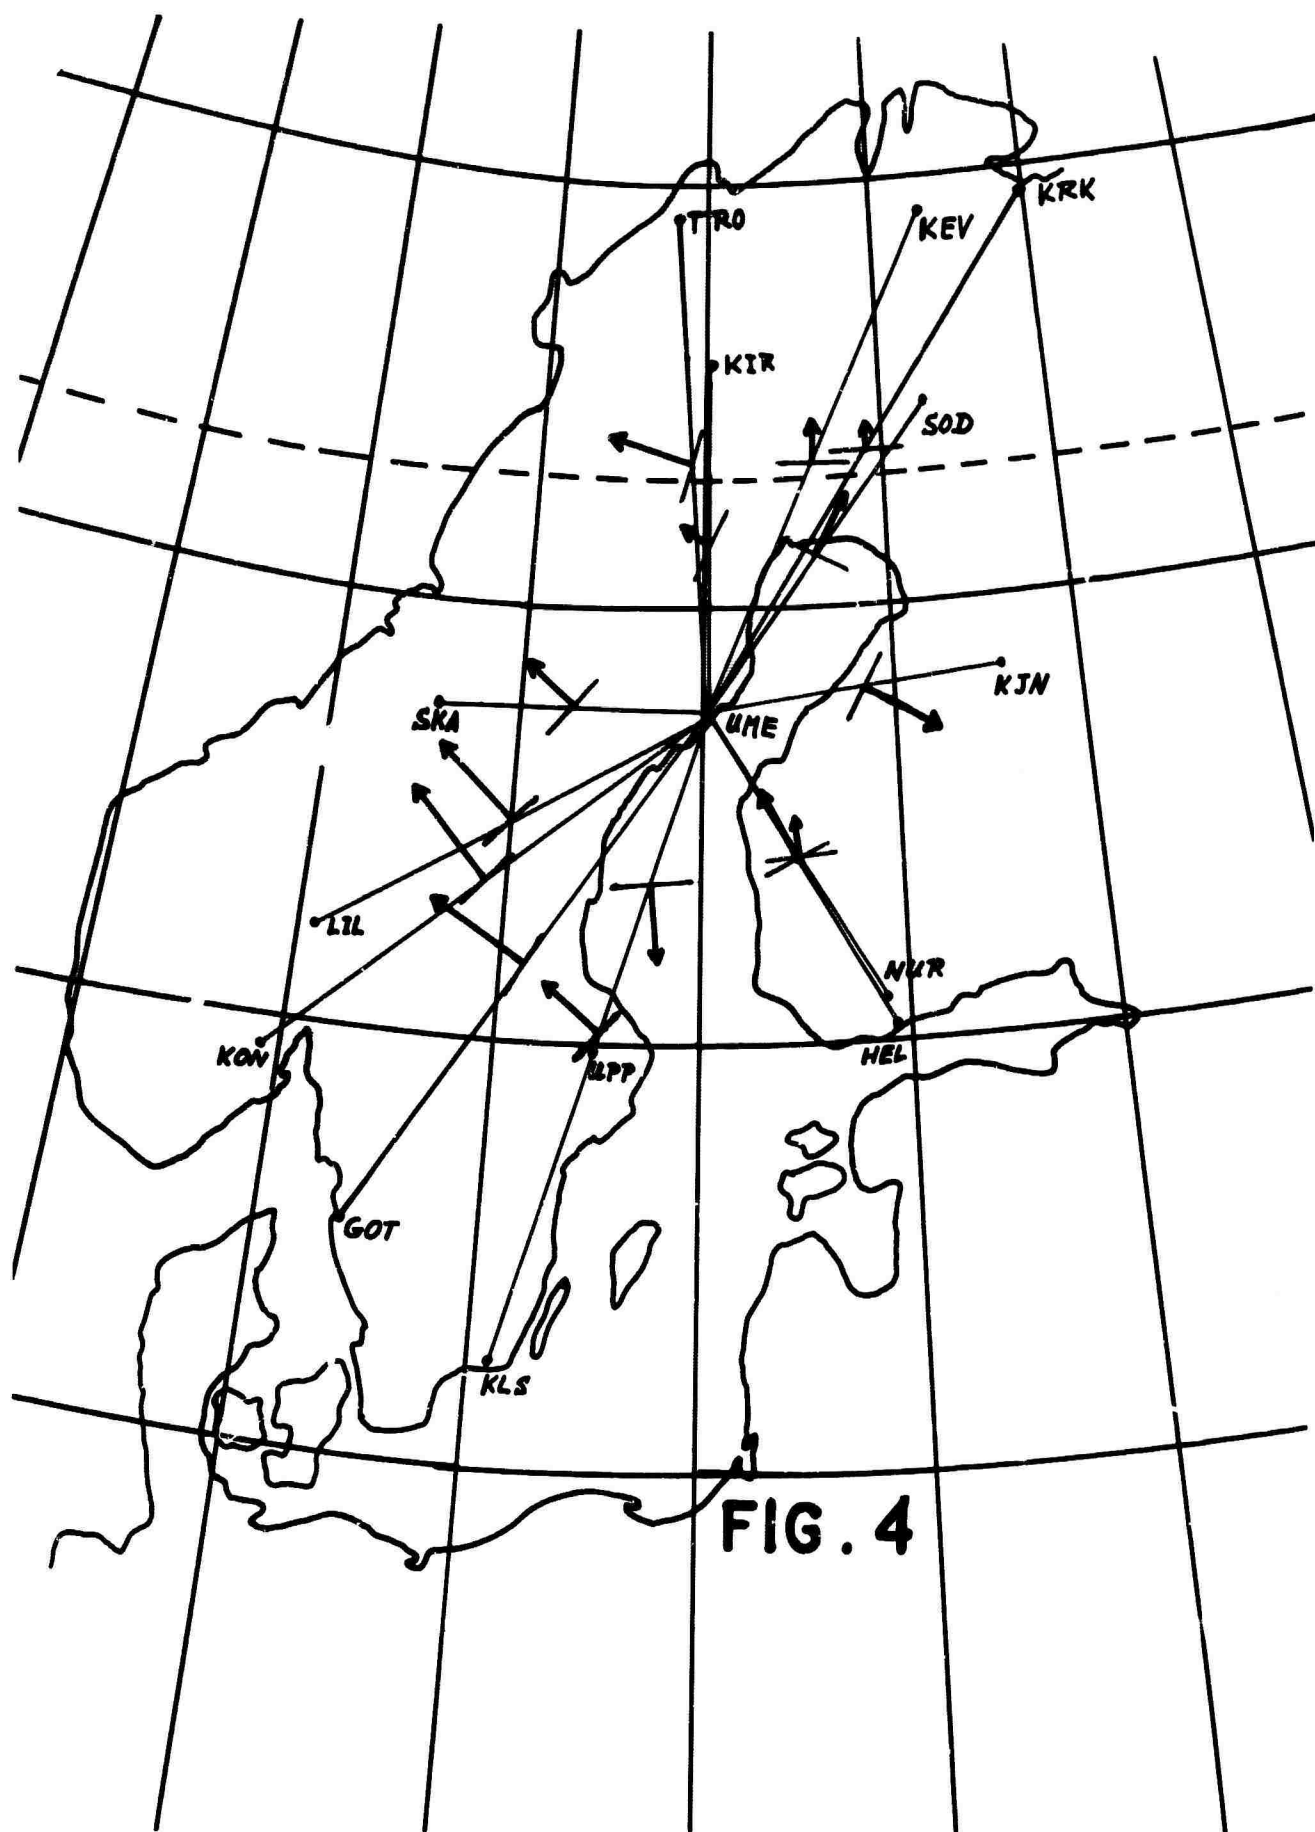 KRK
TRO
KEV
KIR
SOD
KJN
SKA
UME
LIL
NUR
KON
HEL
UPP
GOT
KLS
FIG. 4